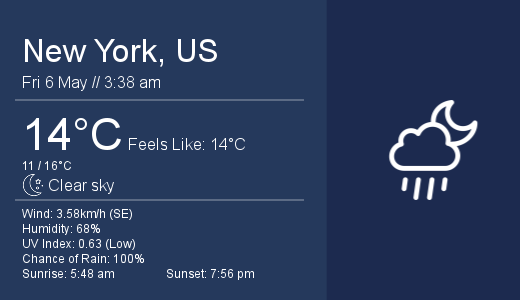 New York, US
Fri 6 May // 3:38 am
14°C Feels Like: 14°C
11 / 16°C
Clear sky
Wind: 3.58km/h (SE)
Humidity: 68%
UV Index: 0.63 (Low)
Chance of Rain: 100%
Sunrise: 5:48 am Sunset: 7:56 pm